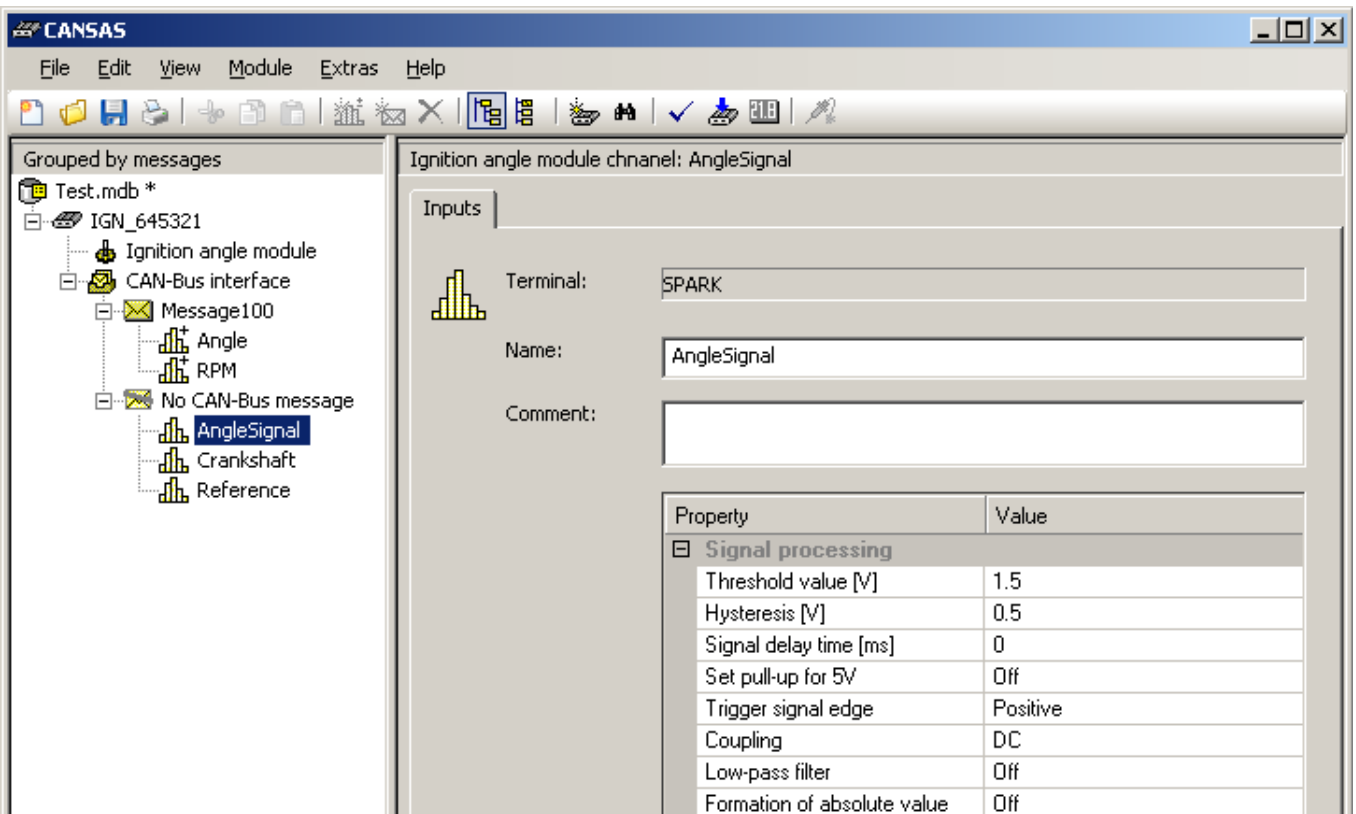 CANSAS
File Edit View Module Extras Help
21.8
Grouped by messages
Test.mdb *
IGN_645321
Ignition angle module
CAN-Bus interface
Message100
Angle
RPM
No CAN-Bus message
AngleSignal
Crankshaft
Reference
Ignition angle module chnanel: AngleSignal
Inputs
Terminal: SPARK
Name: AngleSignal
Comment:
Property Value
Signal processing
Threshold value [V] 1.5
Hysteresis [V] 0.5
Signal delay time [ms] 0
Set pull-up for 5V Off
Trigger signal edge Positive
Coupling DC
Low-pass filter Off
Formation of absolute value Off